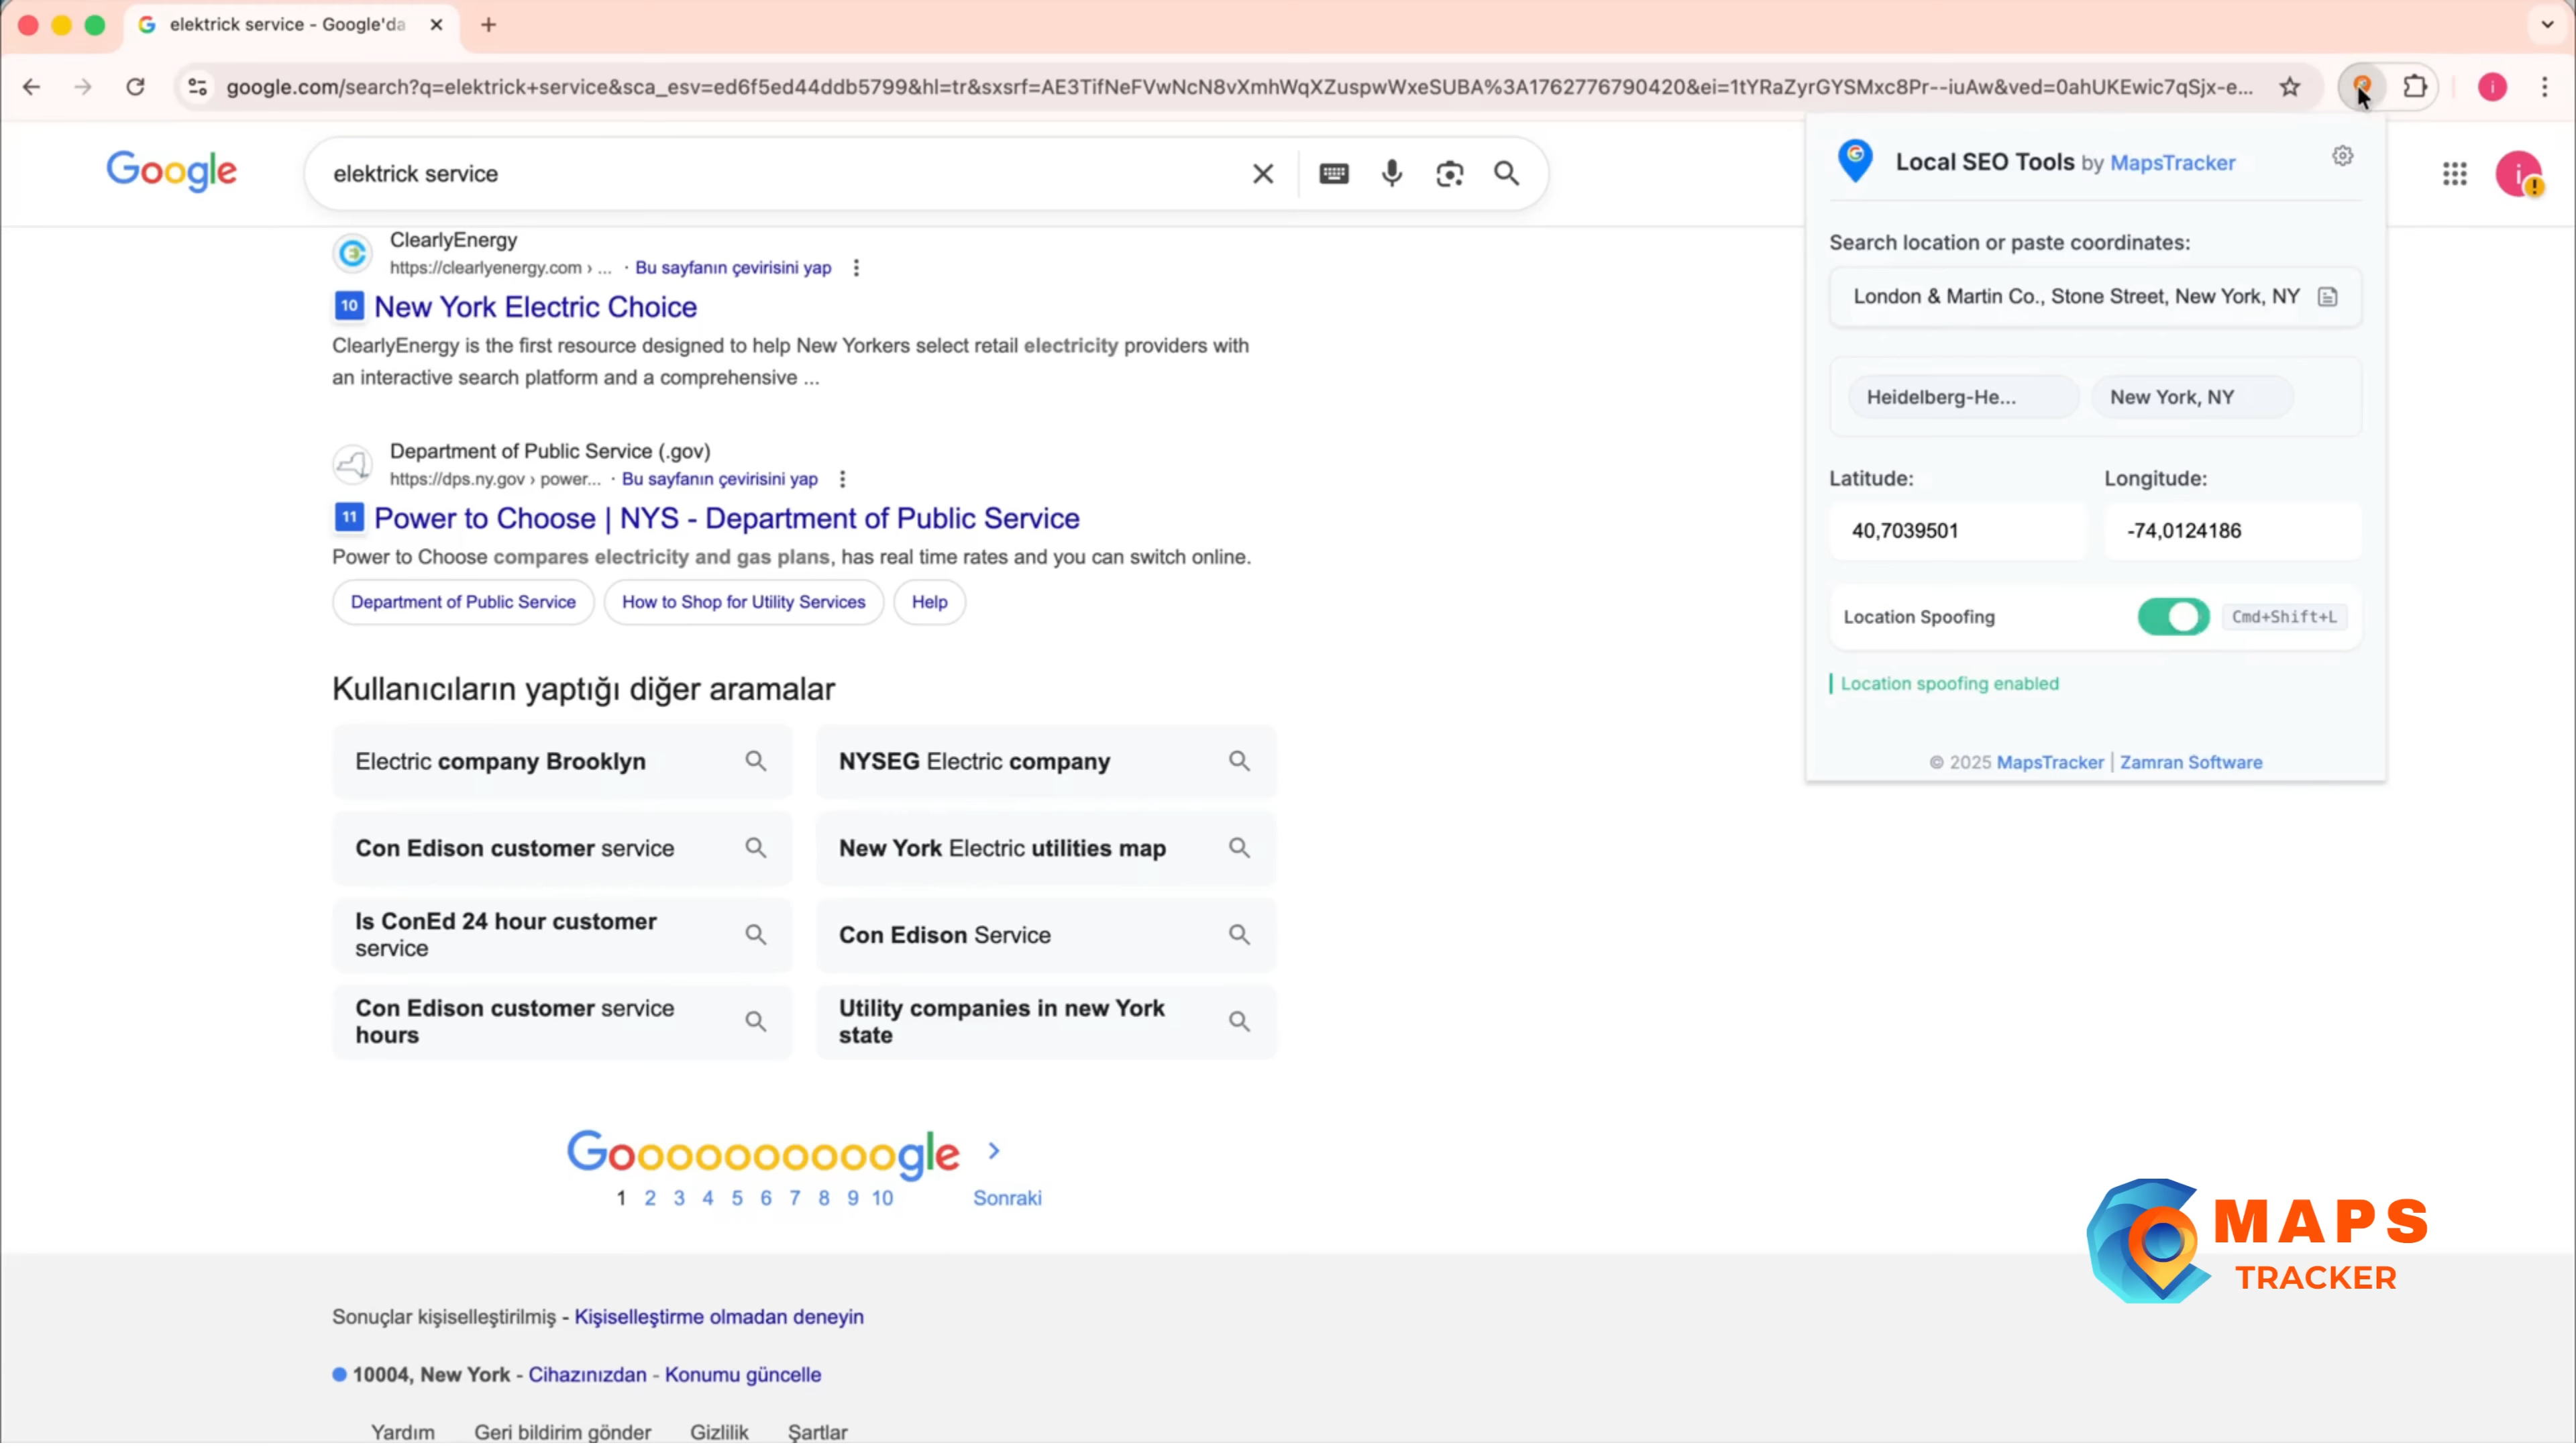 elektrick service - Google'da
google.com/search?q=elektrick+service&sca_esv=ed6f5ed44ddb5799&hl=tr&sxsrf=AE3TifNeFVwNcN8vXmhWqXZuspwWxeSUBA%3A1762776790420&ei=1tYRaZyrGYSMxc8Pr--iuAw&ved=0ahUKEwic7qSjx-e...
Google
elektrick service
i
ClearlyEnergy
https://clearlyenergy.com › ... · Bu sayfanın çevirisini yap
10 New York Electric Choice
ClearlyEnergy is the first resource designed to help New Yorkers select retail electricity providers with
an interactive search platform and a comprehensive ...
Department of Public Service (.gov)
https://dps.ny.gov › power... · Bu sayfanın çevirisini yap
11 Power to Choose | NYS - Department of Public Service
Power to Choose compares electricity and gas plans, has real time rates and you can switch online.
Department of Public Service How to Shop for Utility Services Help
Kullanıcıların yaptığı diğer aramalar
Electric company Brooklyn
NYSEG Electric company
Con Edison customer service
New York Electric utilities map
Is ConEd 24 hour customer
service
Con Edison Service
Con Edison customer service
hours
Utility companies in new York
state
Goooooooooogle
1 2 3 4 5 6 7 8 9 10 Sonraki
Sonuçlar kişiselleştirilmiş - Kişiselleştirme olmadan deneyin
10004, New York - Cihazınızdan - Konumu güncelle
Yardım Geri bildirim gönder Gizlilik Şartlar
Local SEO Tools by MapsTracker
Search location or paste coordinates:
London & Martin Co., Stone Street, New York, NY
Heidelberg-He... New York, NY
Latitude: Longitude:
40,7039501 -74,0124186
Location Spoofing Cmd+Shift+L
Location spoofing enabled
© 2025 MapsTracker | Zamran Software
i
MAPS
TRACKER